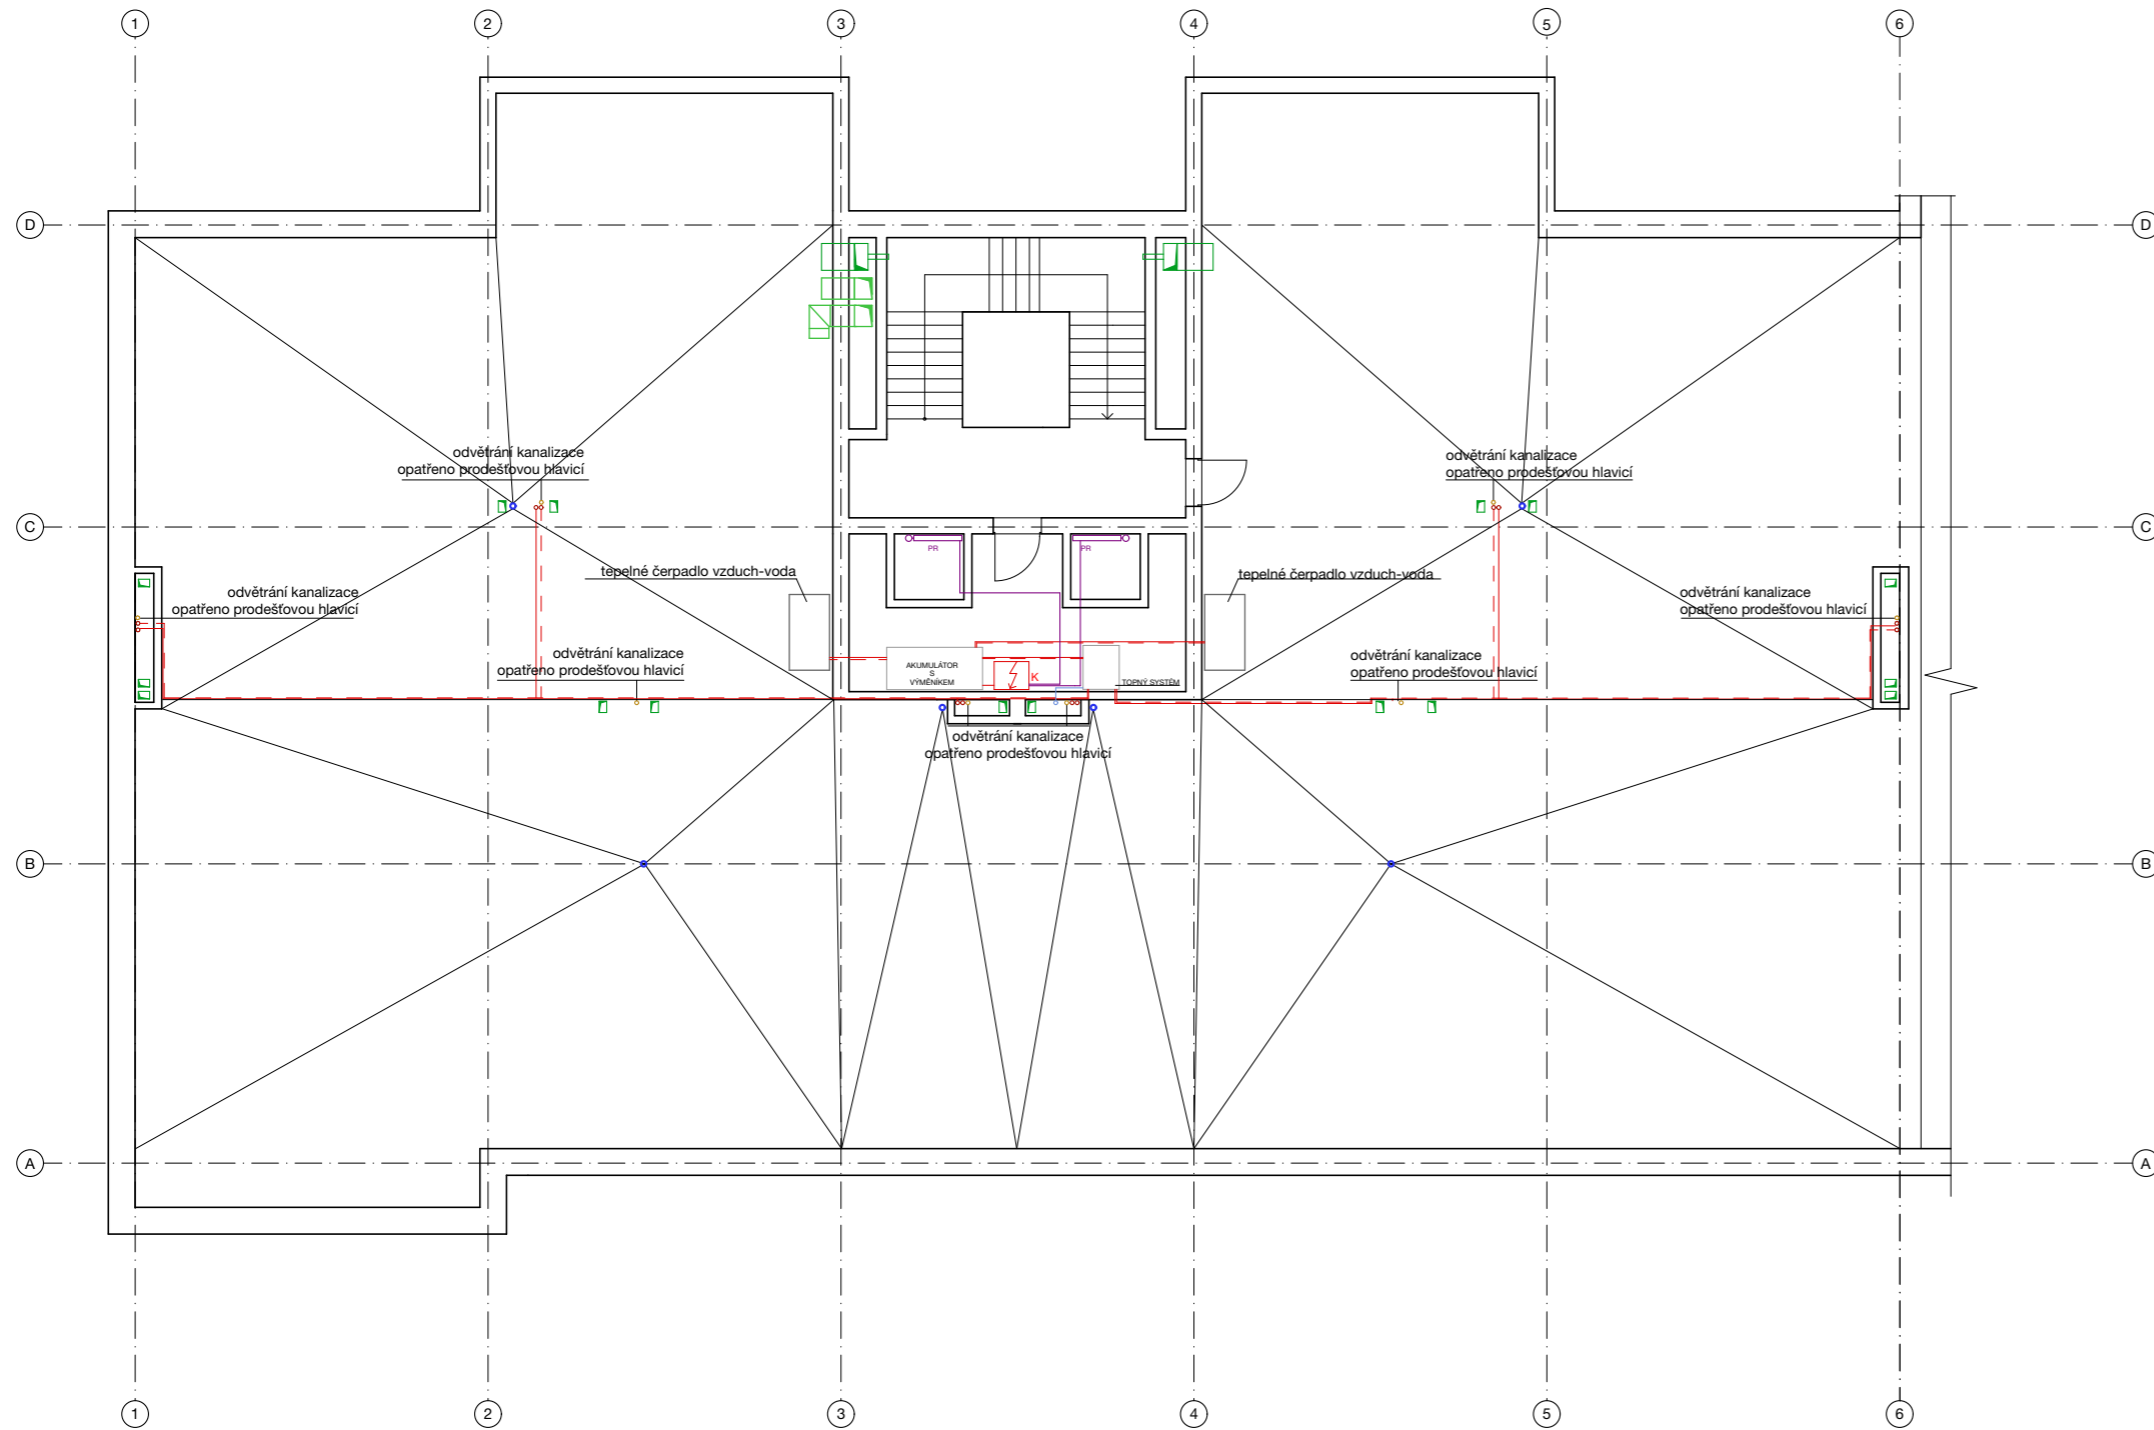 1 2 3 4 5 6
D D
odvětrání kanalizace
opatřeno prodešťovou hlavicí
odvětrání kanalizace
opatřeno prodešťovou hlavicí
C C
PR PR
tepelné čerpadlo vzduch-voda
tepelné čerpadlo vzduch-voda
odvětrání kanalizace
opatřeno prodešťovou hlavicí
odvětrání kanalizace
opatřeno prodešťovou hlavicí
odvětrání kanalizace
opatřeno prodešťovou hlavicí
odvětrání kanalizace
opatřeno prodešťovou hlavicí
AKUMULÁTOR
S
VÝMĚNÍKEM
K
TOPNÝ SYSTÉM
odvětrání kanalizace
opatřeno prodešťovou hlavicí
B B
A A
1 2 3 4 5 6